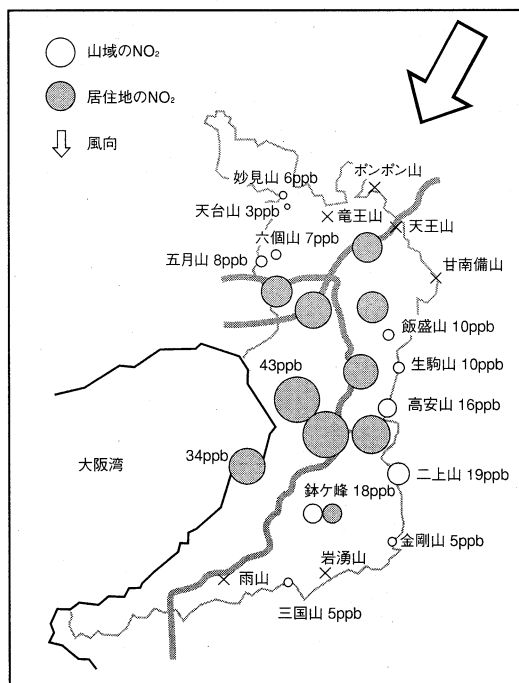 山域のNO₂
居住地のNO₂
風向
妙見山 6ppb
ポンポン山
天台山 3ppb
竜王山
天王山
六個山 7ppb
五月山 8ppb
甘南備山
飯盛山 10ppb
生駒山 10ppb
43ppb
高安山 16ppb
34ppb
大阪湾
二上山 19ppb
鉢ケ峰 18ppb
金剛山 5ppb
岩湧山
雨山
三国山 5ppb